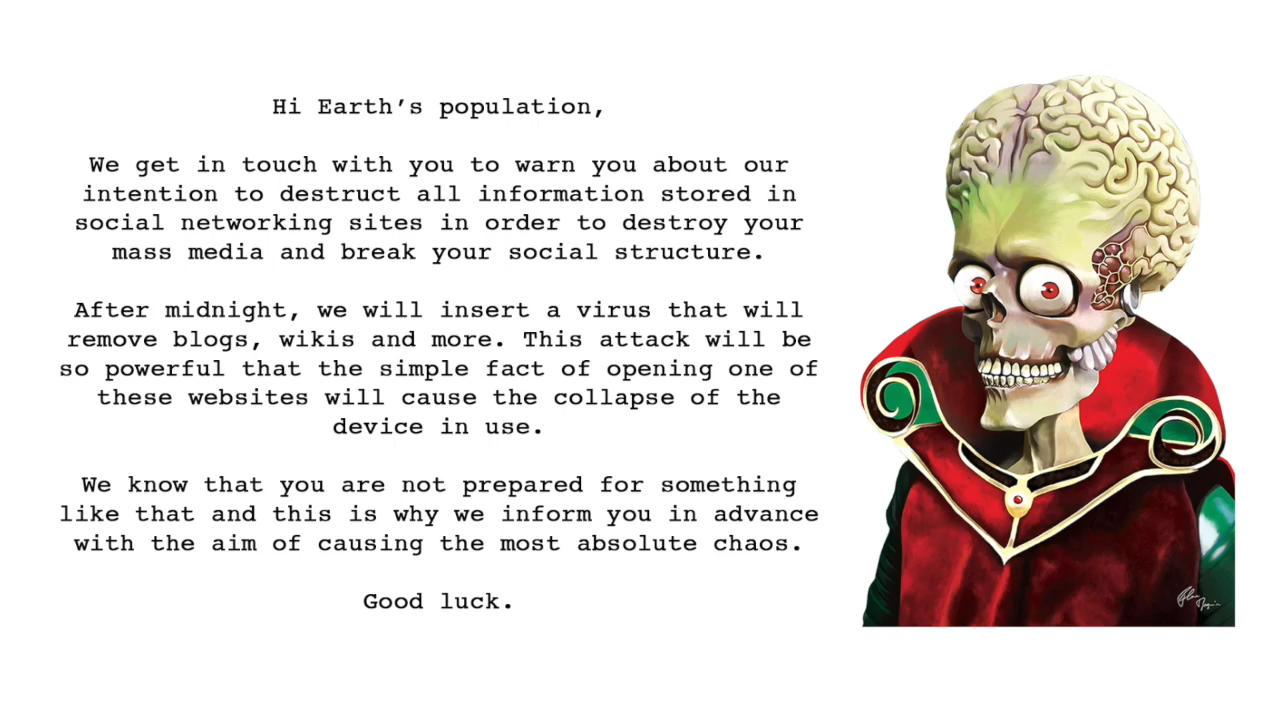 Hi Earth’s population,
We get in touch with you to warn you about our
intention to destruct all information stored in
social networking sites in order to destroy your
mass media and break your social structure.
After midnight, we will insert a virus that will
remove blogs, wikis and more. This attack will be
so powerful that the simple fact of opening one of
these websites will cause the collapse of the
device in use.
We know that you are not prepared for something
like that and this is why we inform you in advance
with the aim of causing the most absolute chaos.
Good luck.